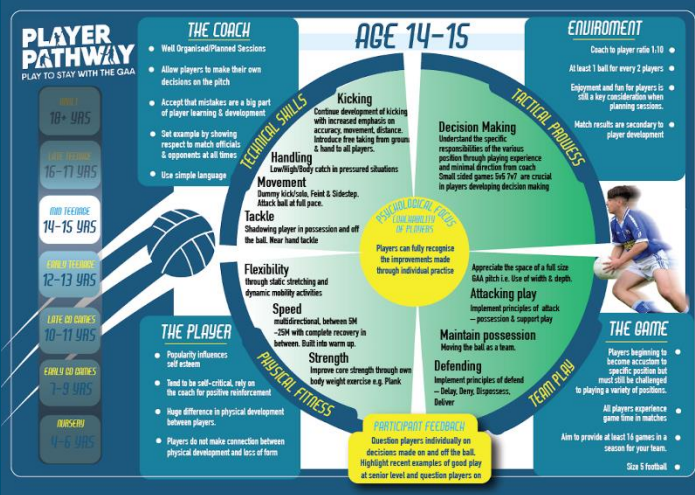 PLAYER
PATHWAY
PLAY TO STAY WITH THE GAA
ADULT
18+ YRS
LATE TEENAGE
16-17 YRS
MID TEENAGE
14-15 YRS
EARLY TEENAGE
12-13 YRS
LATE GO GAMES
10-11 YRS
EARLY GO GAMES
7-9 YRS
NURSERY
4-6 YRS
THE COACH
Well Organised/Planned Sessions
Allow players to make their own
decisions on the pitch
Accept that mistakes are a big part
of player learning & development
Set example by showing
respect to match officials
& opponents at all times
Use simple language
AGE 14-15
ENVIROMENT
Coach to player ratio 1:10
At least 1 ball for every 2 players
Enjoyment and fun for players is
still a key consideration when
planning sessions.
Match results are secondary to
player development
TECHNICAL SKILLS
Kicking
Continue development of kicking
with increased emphasis on
accuracy, movement, distance.
Introduce free taking from groun
& hand to all players.
Handling
Low/High/Body catch in pressured situations
Movement
Dummy kick/solo, Feint & Sidestep.
Attack ball at full pace.
Tackle
Shadowing player in possession and off
the ball. Near hand tackle
TACTICAL PROWESS
Decision Making
Understand the specific
responsibilities of the various
position through playing experience
and minimal direction from coach
Small sided games 5v5 7v7 are crucial
in players developing decision making
PSYCHOLOGICAL FOCUS
OF PLAYERS
Players can fully recognise
the improvements made
through individual practise
PHYSICAL FITNESS
Flexibility
through static stretching and
dynamic mobility activities
Speed
multidirectional, between 5M
-25M with complete recovery in
between. Built into warm up.
Strength
Improve core strength through own
body weight exercise e.g. Plank
TEAM PLAY
Appreciate the space of a full size
GAA pitch i.e. Use of width & depth.
Attacking play
Implement principles of attack
– possession & support play
Maintain possession
Moving the ball as a team.
Defending
Implement principles of defend
– Delay, Deny, Dispossess,
Deliver
THE PLAYER
Popularity influences
self esteem
Tend to be self-critical, rely on
the coach for positive reinforcement
Huge difference in physical development
between players.
Players do not make connection between
physical development and loss of form
PARTICIPANT FEEDBACK
Question players individually on
decisions made on and off the ball.
Highlight recent examples of good play
at senior level and question players on
THE GAME
Players beginning to
become accustom to
specific position but
must still be challenged
to playing a variety of positions.
All players experience
game time in matches
Aim to provide at least 16 games in a
season for your team.
Size 5 football